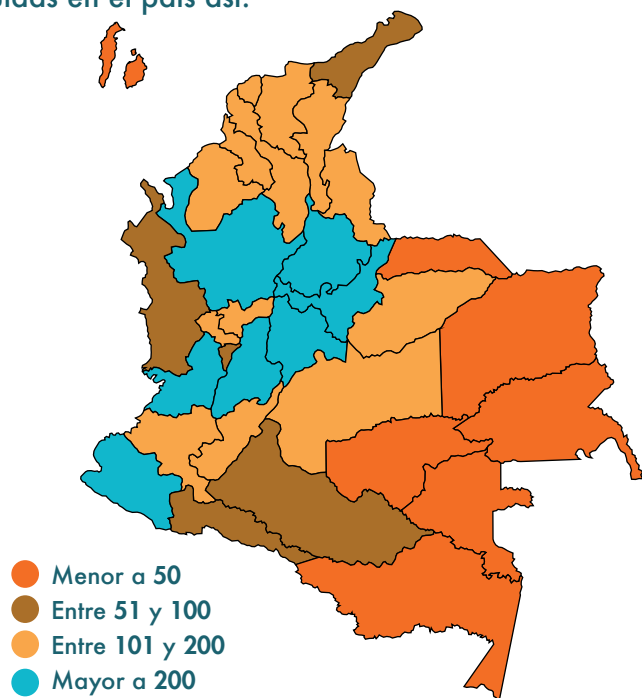 en el país así:
Menor a 50
Entre 51 y 100
Entre 101 y 200
Mayor a 200